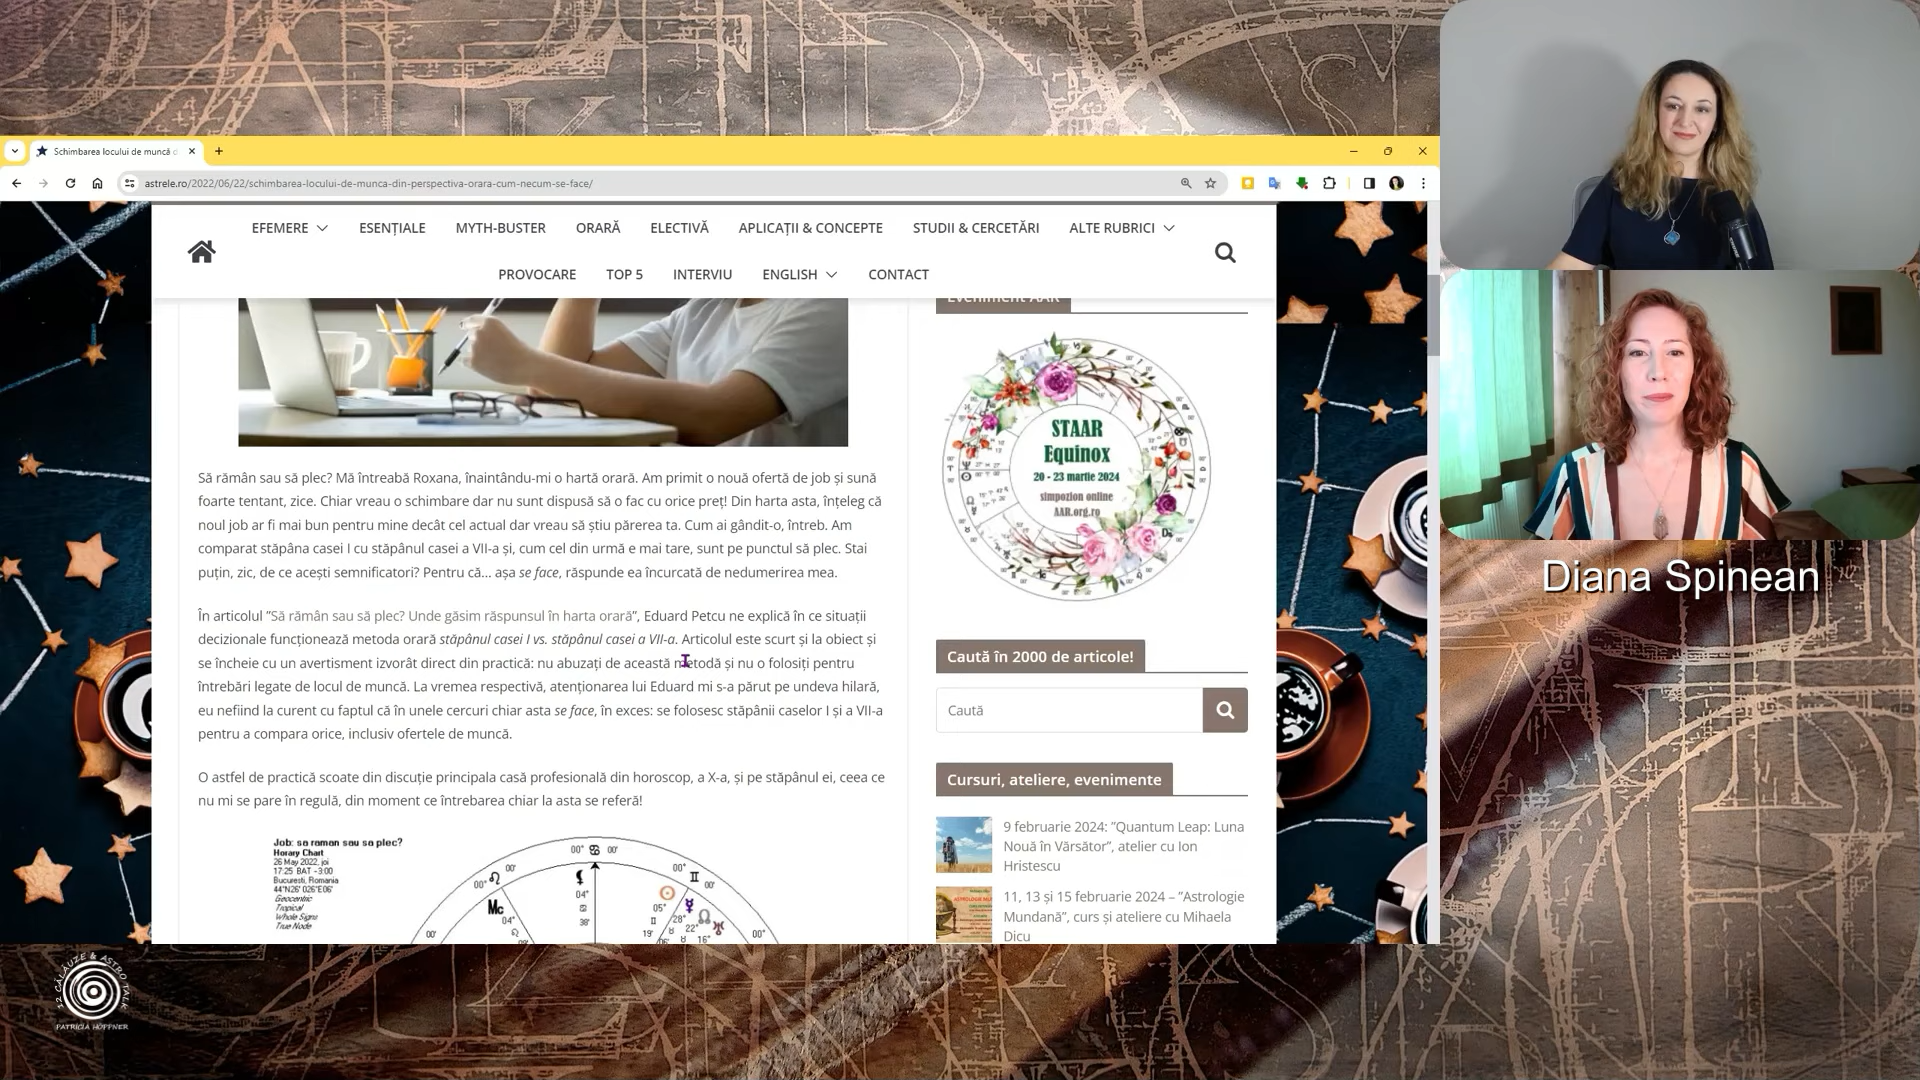 Schimbarea locului de muncă d
astrele.ro/2022/06/22/schimbarea-locului-de-munca-din-perspectiva-orara-cum-necum-se-face/
EFEMERE ESENȚIALE MYTH-BUSTER ORARĂ ELECTIVĂ APLICAȚII & CONCEPTE STUDII & CERCETĂRI ALTE RUBRICI
PROVOCARE TOP 5 INTERVIU ENGLISH CONTACT
Să rămân sau să plec? Mă întreabă Roxana, înaintându-mi o hartă orară. Am primit o nouă ofertă de job și sună
foarte tentant, zice. Chiar vreau o schimbare dar nu sunt dispusă să o fac cu orice preț! Din harta asta, înțeleg că
noul job ar fi mai bun pentru mine decât cel actual dar vreau să știu părerea ta. Cum ai gândit-o, întreb. Am
comparat stăpâna casei I cu stăpânul casei a VII-a și, cum cel din urmă e mai tare, sunt pe punctul să plec. Stai
puțin, zic, de ce acești semnificatori? Pentru că… așa se face, răspunde ea încurcată de nedumerirea mea.
În articolul ”Să rămân sau să plec? Unde găsim răspunsul în harta orară”, Eduard Petcu ne explică în ce situații
decizionale funcționează metoda orară stăpânul casei I vs. stăpânul casei a VII-a. Articolul este scurt și la obiect și
se încheie cu un avertisment izvorât direct din practică: nu abuzați de această metodă și nu o folosiți pentru
întrebări legate de locul de muncă. La vremea respectivă, atenționarea lui Eduard mi s-a părut pe undeva hilară,
eu nefiind la curent cu faptul că în unele cercuri chiar asta se face, în exces: se folosesc stăpânii caselor I și a VII-a
pentru a compara orice, inclusiv ofertele de muncă.
O astfel de practică scoate din discuție principala casă profesională din horoscop, a X-a, și pe stăpânul ei, ceea ce
nu mi se pare în regulă, din moment ce întrebarea chiar la asta se referă!
Job: sa raman sau sa plec?
Horary Chart
26 May 2022, joi
17:25 BAT -3:00
Bucuresti, Romania
44°N26' 026°E06'
Geocentric
Tropical
Whole Signs
True Node
Mc
Eveniment AAR
STAAR
Equinox
20 - 23 martie 2024
simpozion online
AAR.org.ro
Caută în 2000 de articole!
Caută
Cursuri, ateliere, evenimente
9 februarie 2024: ”Quantum Leap: Luna
Nouă în Vărsător”, atelier cu Ion
Hristescu
11, 13 și 15 februarie 2024 – ”Astrologie
Mundană”, curs și ateliere cu Mihaela
Dicu
Diana Spinean
12 CĂLĂUZE & ASTRO TALK
PATRICIA HÖPPNER